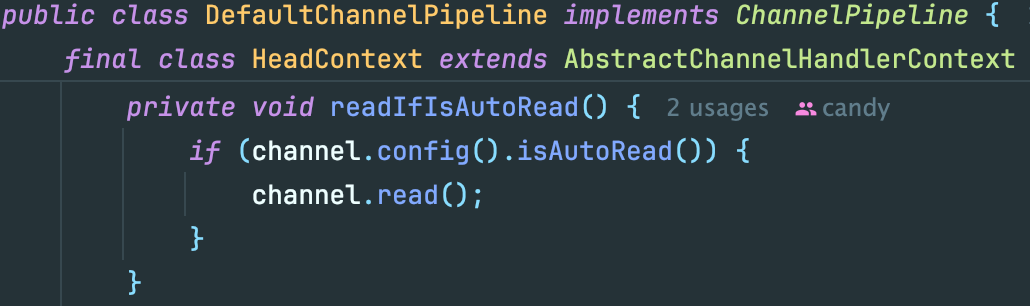 public class DefaultChannelPipeline implements ChannelPipeline {
final class HeadContext extends AbstractChannelHandlerContext
private void readIfIsAutoRead() { 2 usages candy
if (channel.config().isAutoRead()) {
channel.read();
}
}